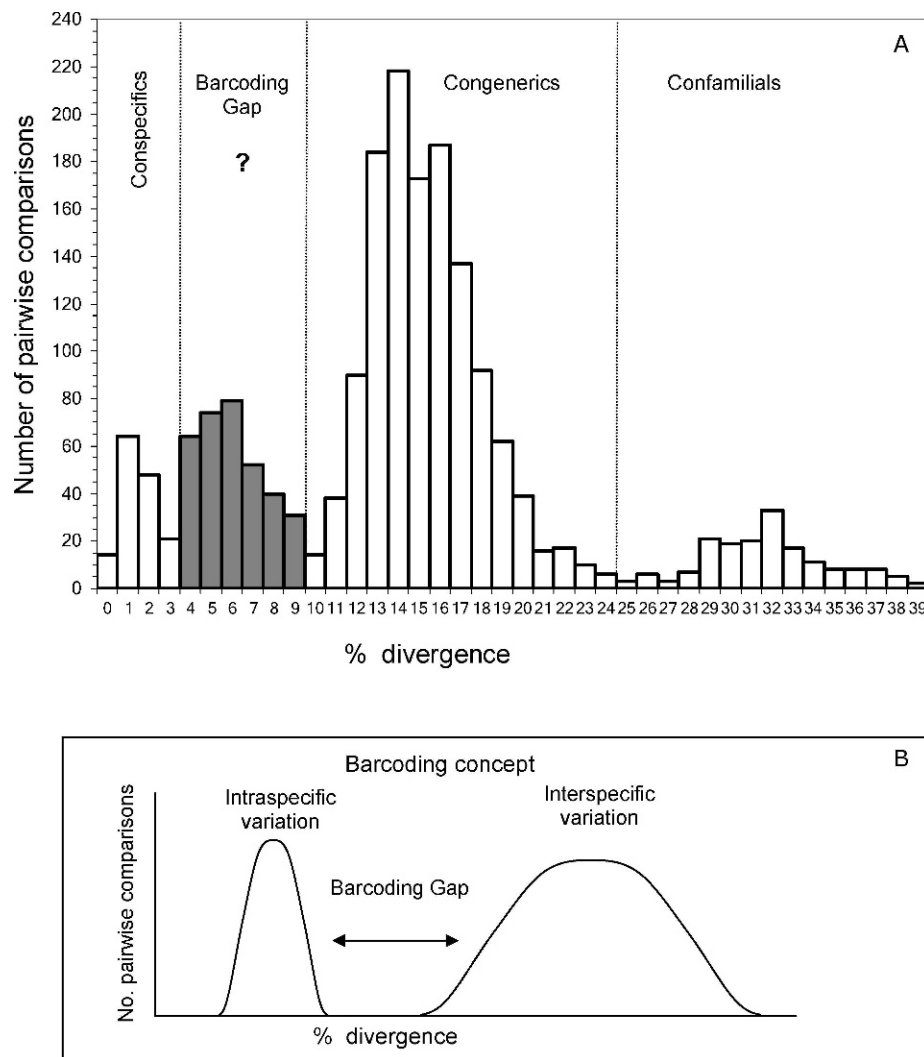 A
Conspecifics
Barcoding
Gap
?
Congenerics
Confamilials
Number of pairwise comparisons
240
220
200
180
160
140
120
100
80
60
40
20
0
0 1 2 3 4 5 6 7 8 9 10 11 12 13 14 15 16 17 18 19 20 21 22 23 24 25 26 27 28 29 30 31 32 33 34 35 36 37 38 39
% divergence
B
Barcoding concept
Intraspecific
variation
Interspecific
variation
Barcoding Gap
No. pairwise comparisons
% divergence